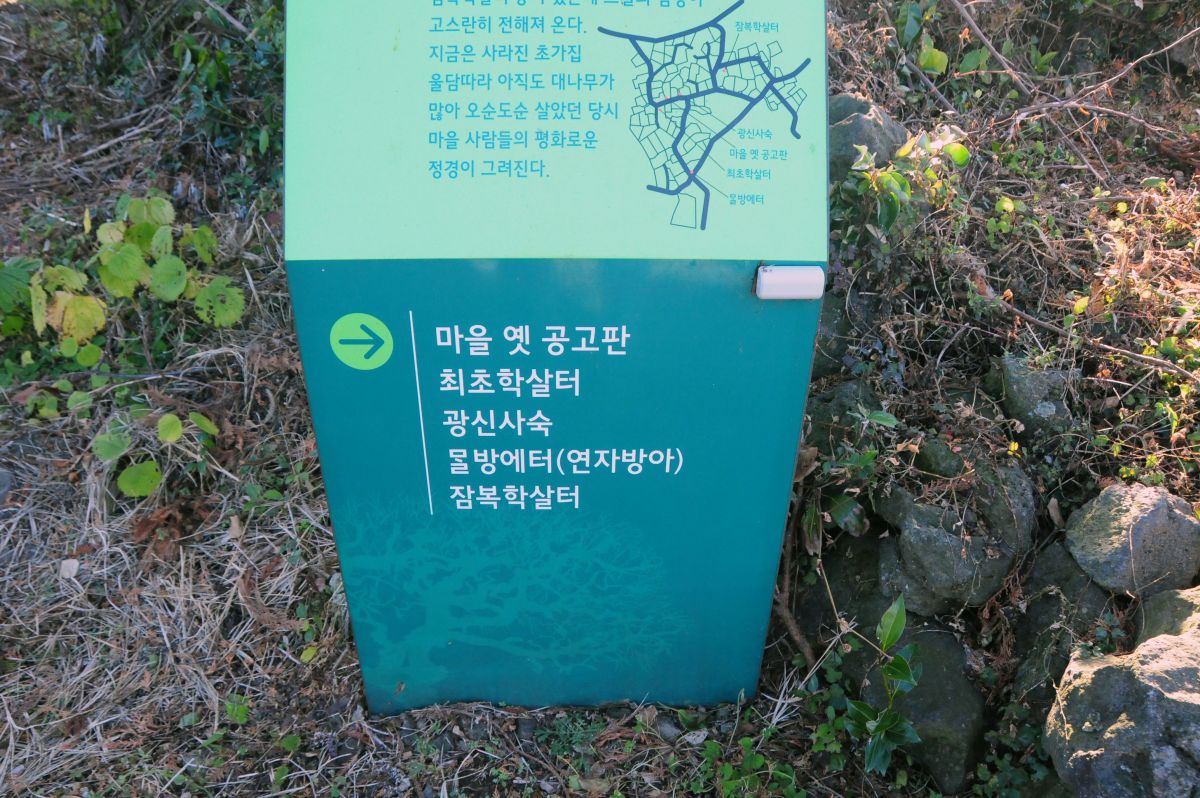 고스란히 전해져 온다.
지금은 사라진 초가집
울담따라 아직도 대나무가
많아 오순도순 살았던 당시
마을 사람들의 평화로운
정경이 그려진다.
잠복학살터
광신사숙
마을 옛 공고판
최초학살터
물방에터
마을 옛 공고판
최초학살터
광신사숙
물방에터(연자방아)
잠복학살터